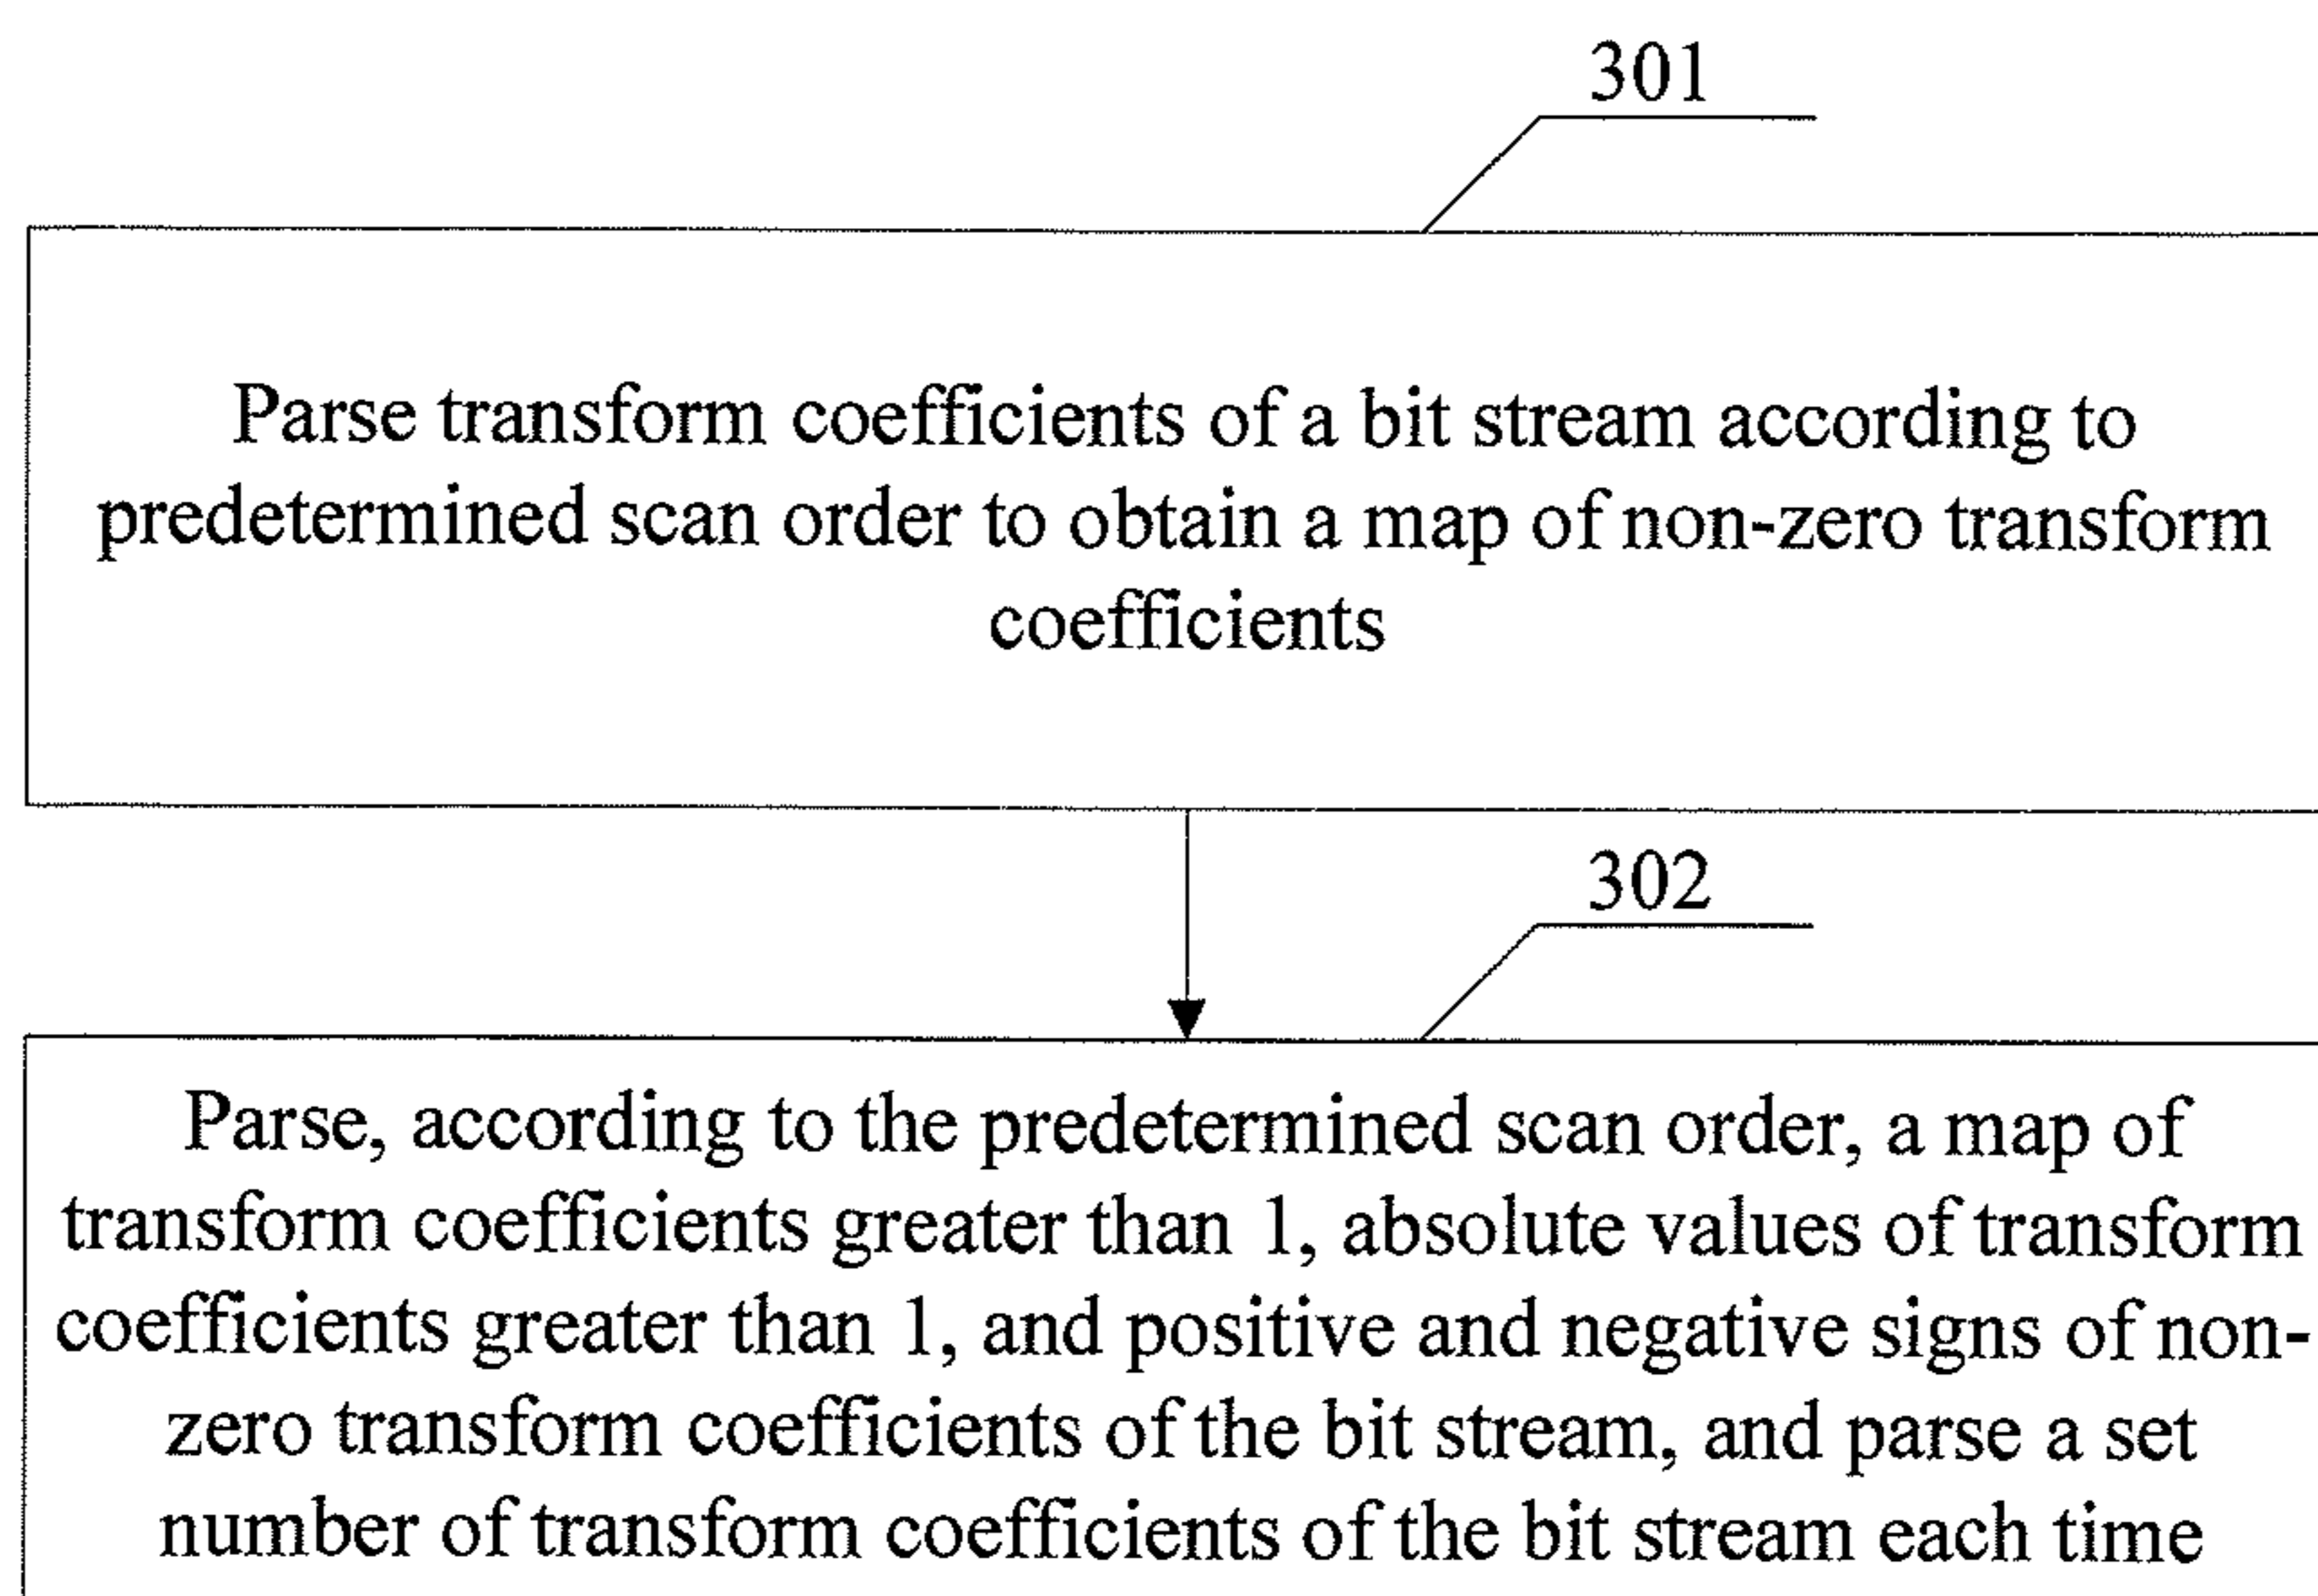 301
Parse transform coefficients of a bit stream according to
predetermined scan order to obtain a map of non-zero transform
coefficients
302
Parse, according to the predetermined scan order, a map of
transform coefficients greater than 1, absolute values of transform
coefficients greater than 1, and positive and negative signs of non-
zero transform coefficients of the bit stream, and parse a set
number of transform coefficients of the bit stream each time